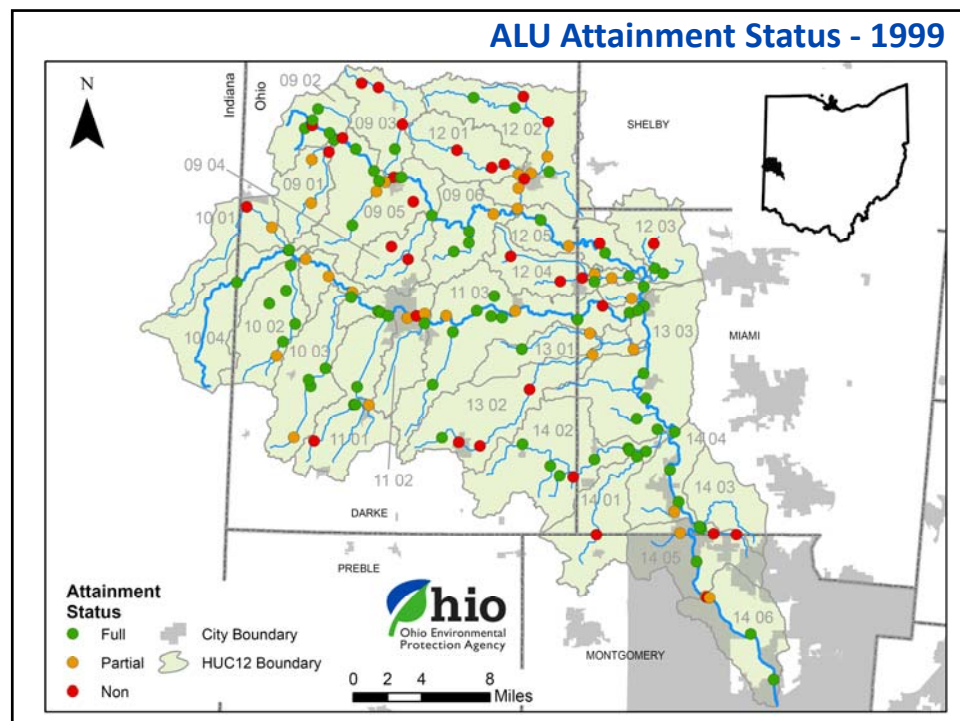 ALU Attainment Status - 1999
N
Indiana
Ohio
SHELBY
MIAMI
DARKE
PREBLE
MONTGOMERY
09 02
09 03
12 01
12 02
09 04
09 01
09 06
09 05
10 01
12 03
12 05
12 04
11 03
10 02
10 04
10 03
13 03
13 01
13 02
11 01
11 02
14 02
14 04
14 03
14 01
14 05
14 06
Attainment
Status
Full
Partial
Non
City Boundary
HUC12 Boundary
Ohio
Ohio Environmental
Protection Agency
0 2 4 8
Miles